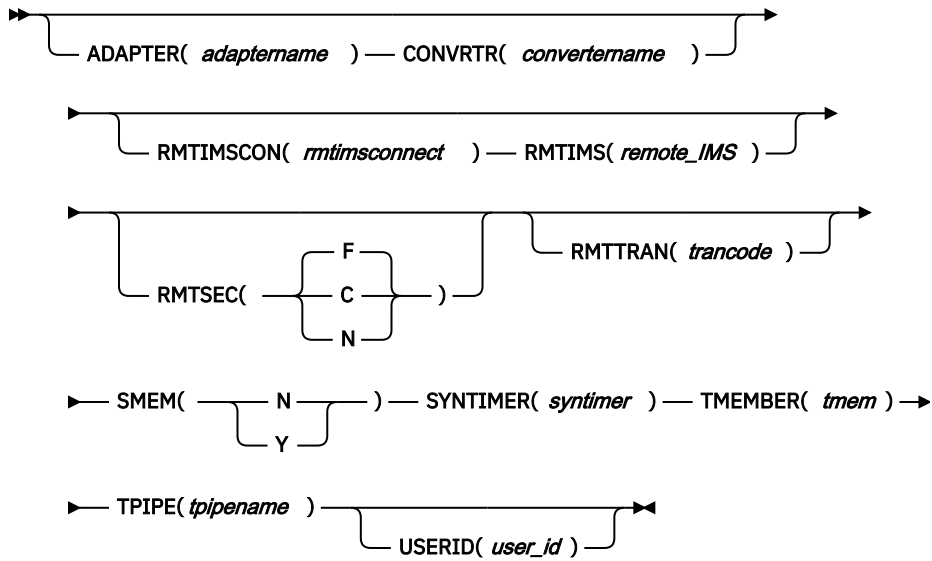 ADAPTER( adaptername ) CONVRTR( convertername )
RMTIMSCON( rmtimsconnect ) RMTIMS( remote_IMS )
RMTTRAN( trancode )
F
RMTSEC( C )
N
SMEM( N ) SYNTIMER( syntimer ) TMEMBER( tmem )
Y
TPIPE( tpipename )
USERID( user_id )